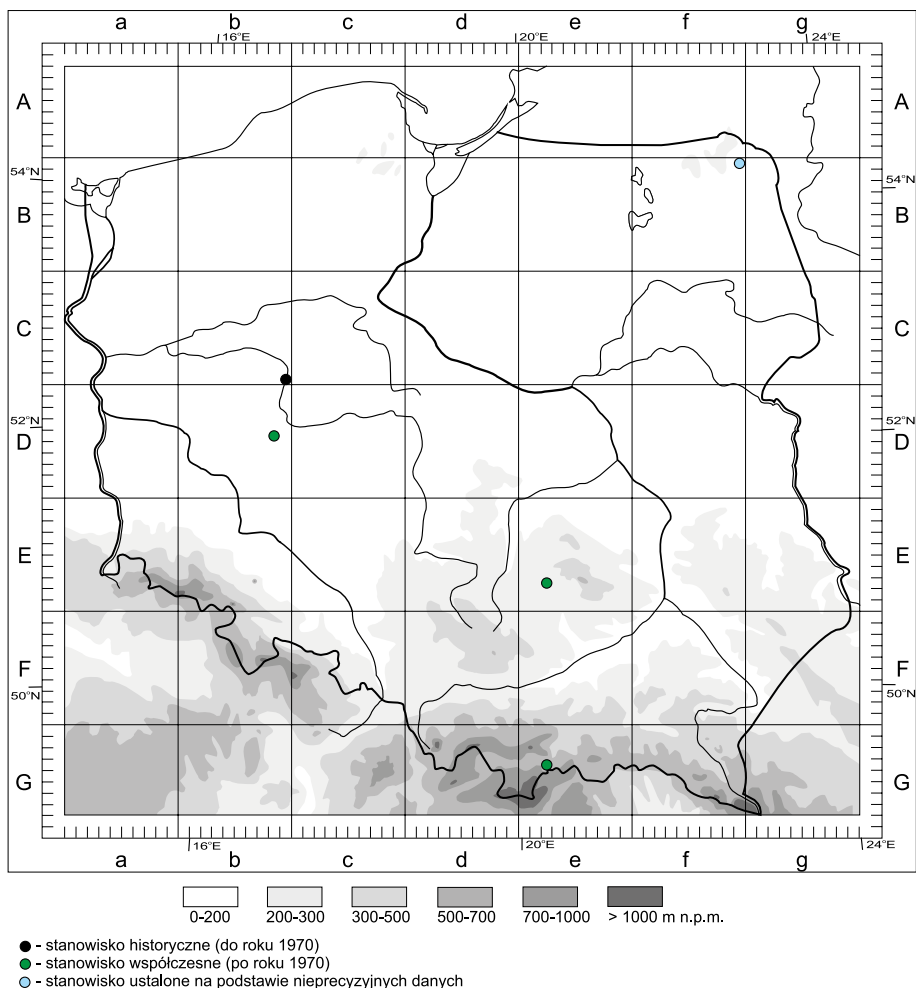 a b c d e f g
16°E 20°E 24°E
A A
54°N 54°N
B B
C C
52°N 52°N
D D
E E
F F
50°N 50°N
G G
16°E 20°E 24°E
a b c d e f g
0-200 200-300 300-500 500-700 700-1000 > 1000 m n.p.m.
- stanowisko historyczne (do roku 1970)
- stanowisko współczesne (po roku 1970)
- stanowisko ustalone na podstawie nieprecyzyjnych danych